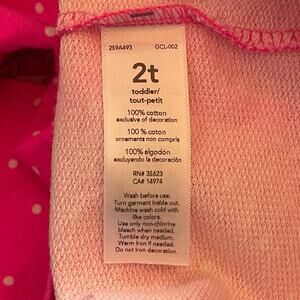 259A493 GCL-002
2t
toddler/
tout-petit
100% cotton
exclusive of decoration
100 % coton
ornements non compris
100% algodón
excluyendo la decoración
RN# 35623
CA# 14974
Wash before use.
Turn garment inside out.
Machine wash cold with
like colors.
Use only non-chlorine
bleach when needed.
Tumble dry medium.
Warm iron if needed.
Do not iron decoration.